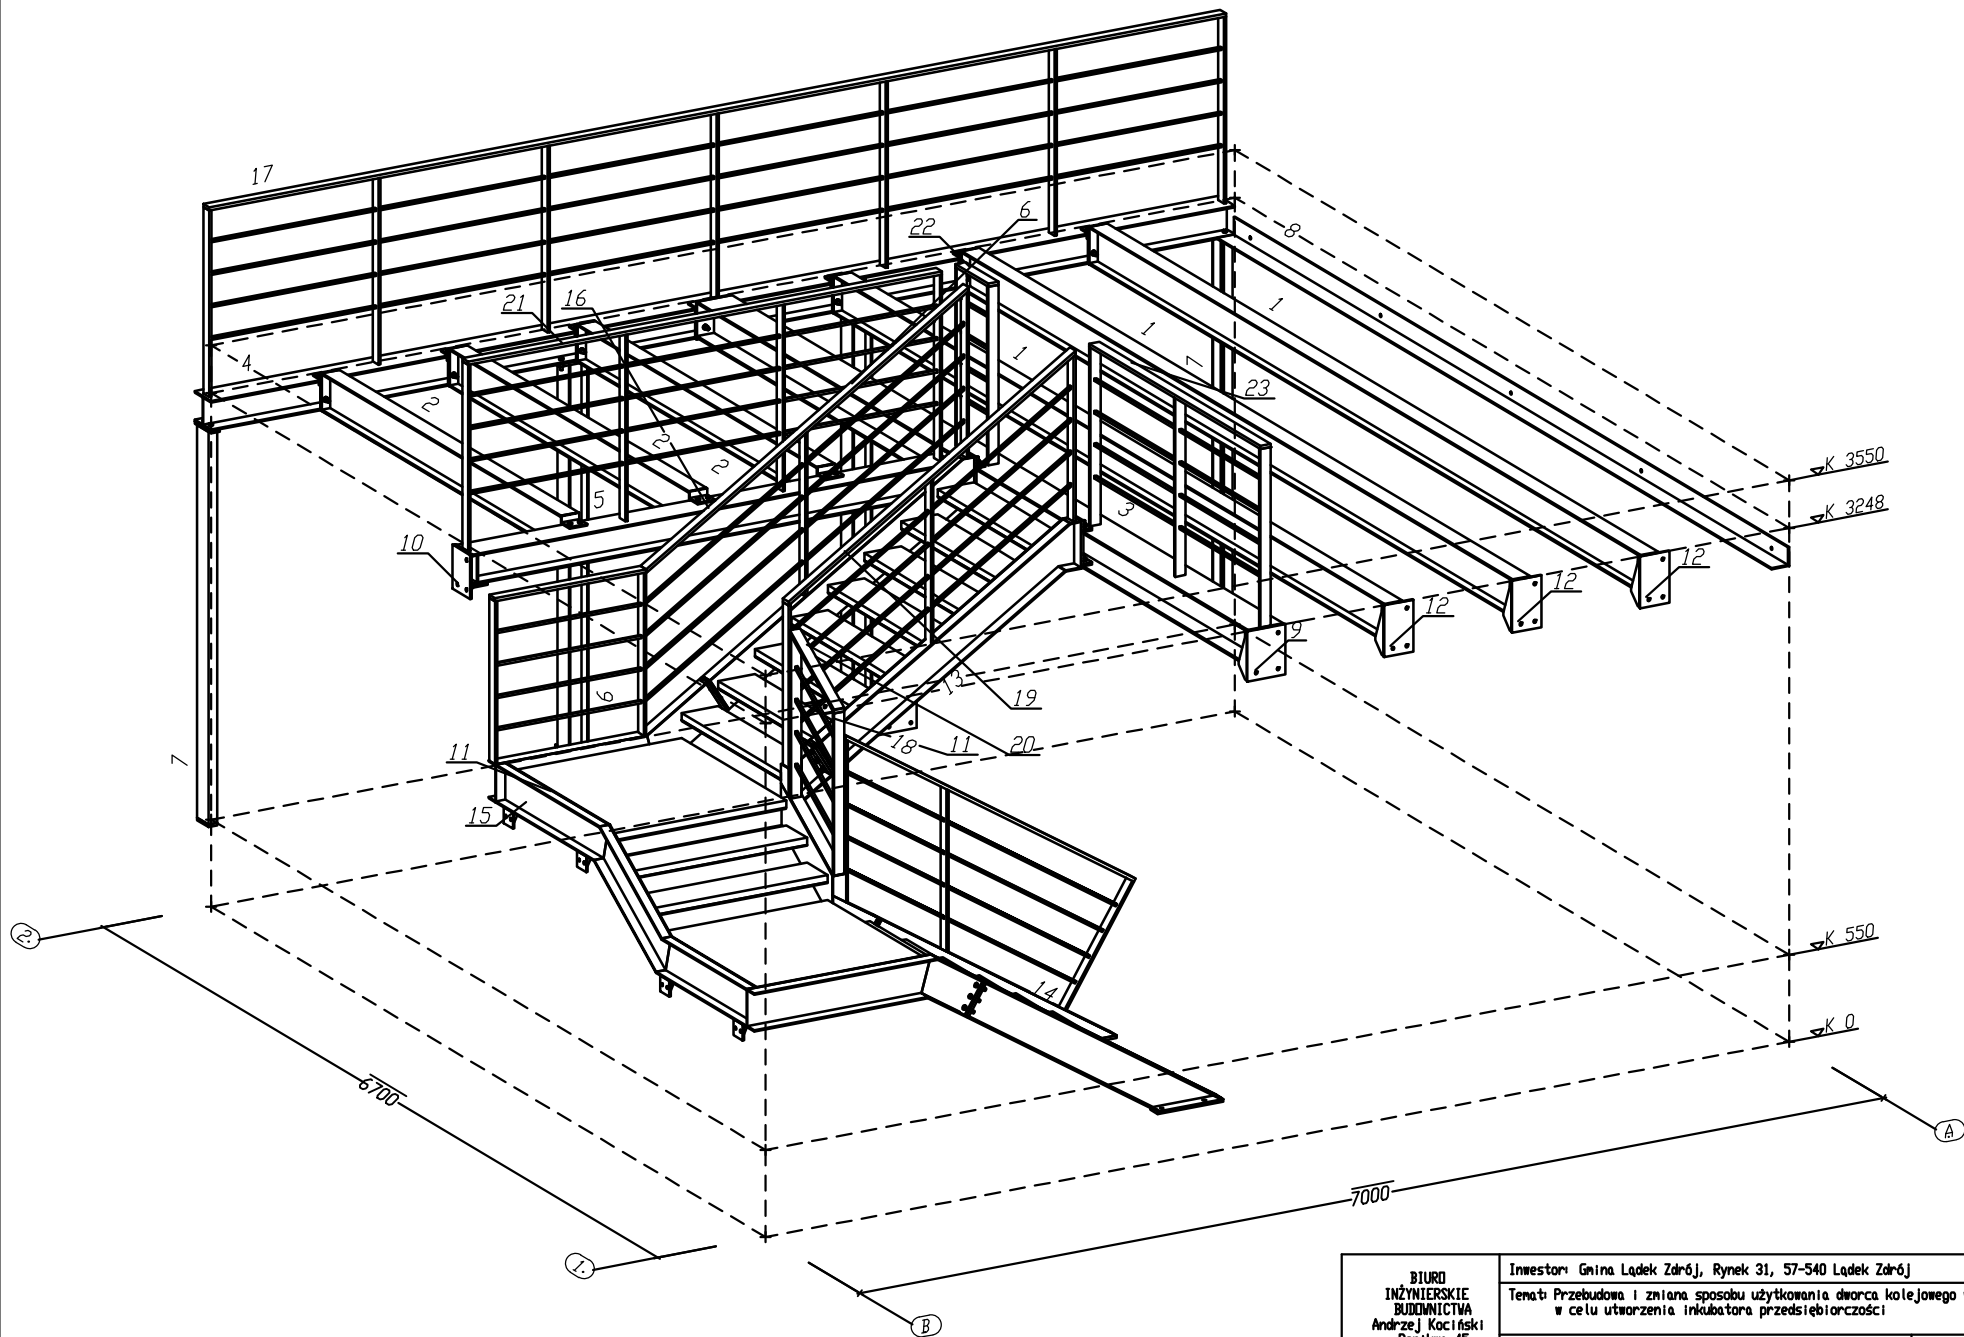 17
6
22
8
16
21
1
4
1
7
1
23
2
2
2
K 3550
5
3
K 3248
10
12
12
12
9
6
13
19
7
11
18
11
20
15
14
2.
K 550
K 0
6700
7000
A
1.
B
BIURO
INŻYNIERSKIE
BUDOWNICTWA
Andrzej Kociński
Inwestor: Gmina Lądek Zdrój, Rynek 31, 57-540 Lądek Zdrój
Temat: Przebudowa i zmiana sposobu użytkowania dworca kolejowego
w celu utworzenia inkubatora przedsiębiorczości